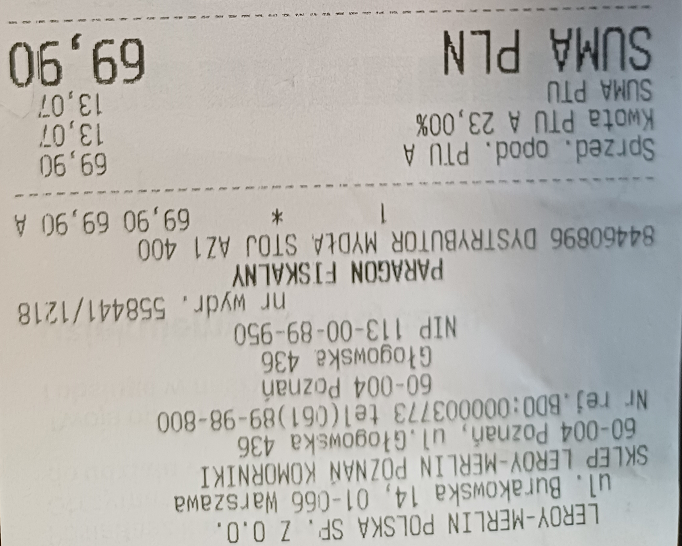 LEROY-MERLIN POLSKA SP. Z O.O.
ul. Burakowska 14, 01-066 Warszawa
SKLEP LEROY-MERLIN POZNAŃ KOMORNIKI
60-004 Poznań, ul.Głogowska 436
Nr rej.BDO:000003773 tel(061)89-98-800
60-004 Poznań
Głogowska 436
NIP 113-00-89-950
nr wydr. 558441/1218
PARAGON FISKALNY
84460896 DYSTRYBUTOR MYDŁA STOJ AZ1 400
1 * 69,90 69,90 A
Sprzed. opod. PTU A 69,90
Kwota PTU A 23,00% 13,07
SUMA PTU 13,07
SUMA PLN 69,90